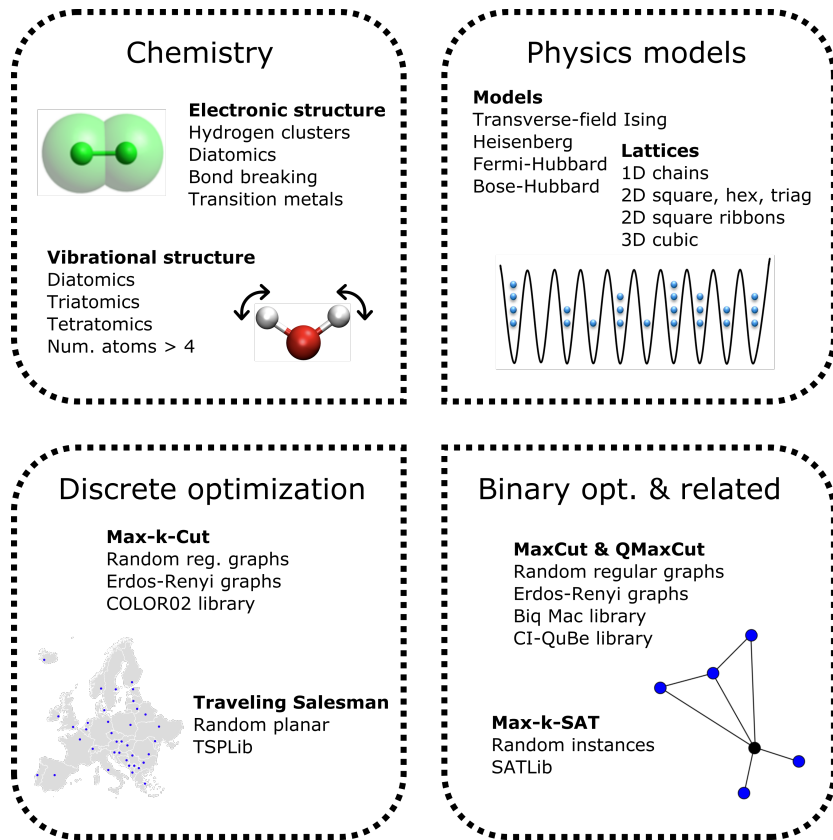 Chemistry
Electronic structure
Hydrogen clusters
Diatomics
Bond breaking
Transition metals
Vibrational structure
Diatomics
Triatomics
Tetratomics
Num. atoms > 4
Physics models
Models
Transverse-field Ising
Heisenberg
Fermi-Hubbard
Bose-Hubbard
Lattices
1D chains
2D square, hex, triag
2D square ribbons
3D cubic
Discrete optimization
Max-k-Cut
Random reg. graphs
Erdos-Renyi graphs
COLOR02 library
Traveling Salesman
Random planar
TSPLib
Binary opt. & related
MaxCut & QMaxCut
Random regular graphs
Erdos-Renyi graphs
Biq Mac library
CI-QuBe library
Max-k-SAT
Random instances
SATLib